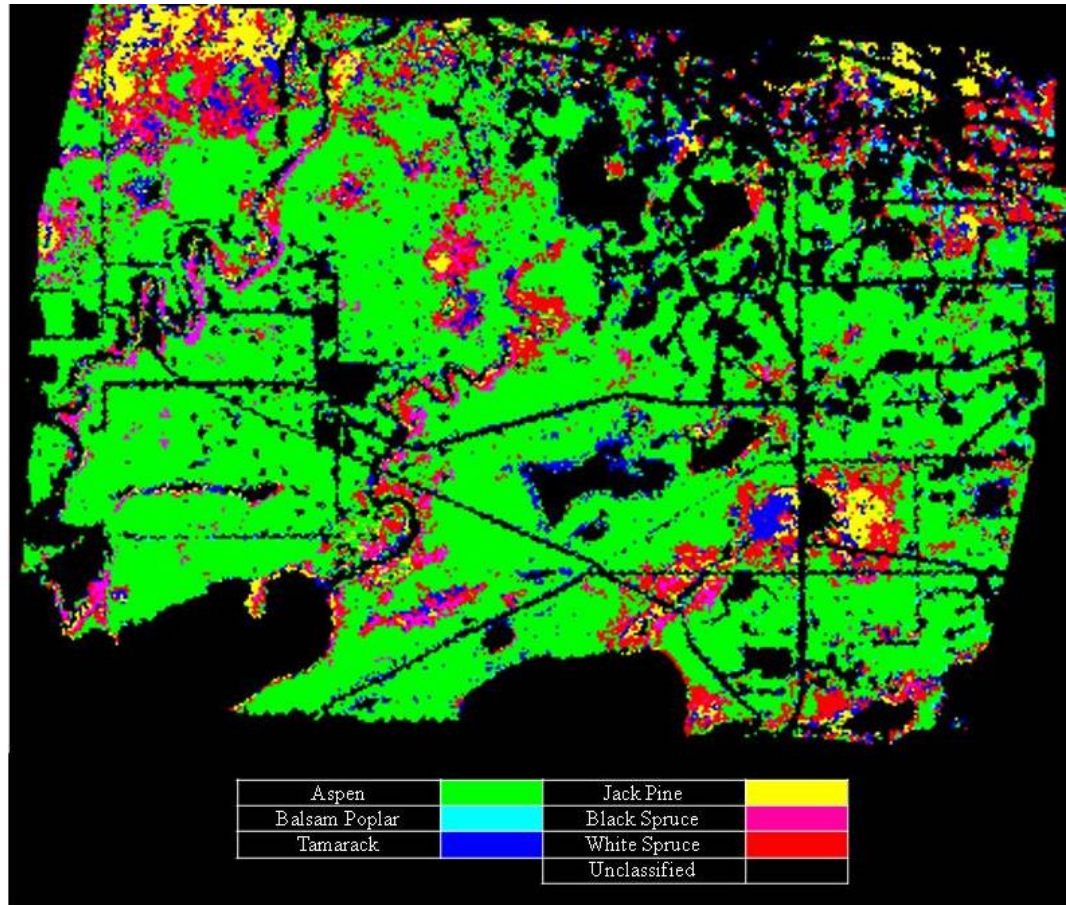 Aspen Jack Pine
Balsam Poplar Black Spruce
Tamarack White Spruce
Unclassified